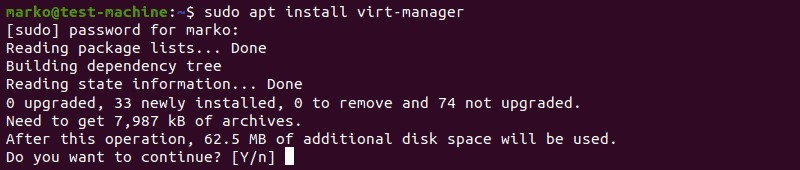 marko@test-machine:~$ sudo apt install virt-manager
[sudo] password for marko:
Reading package lists... Done
Building dependency tree
Reading state information... Done
0 upgraded, 33 newly installed, 0 to remove and 74 not upgraded.
Need to get 7,987 kB of archives.
After this operation, 62.5 MB of additional disk space will be used.
Do you want to continue? [Y/n]